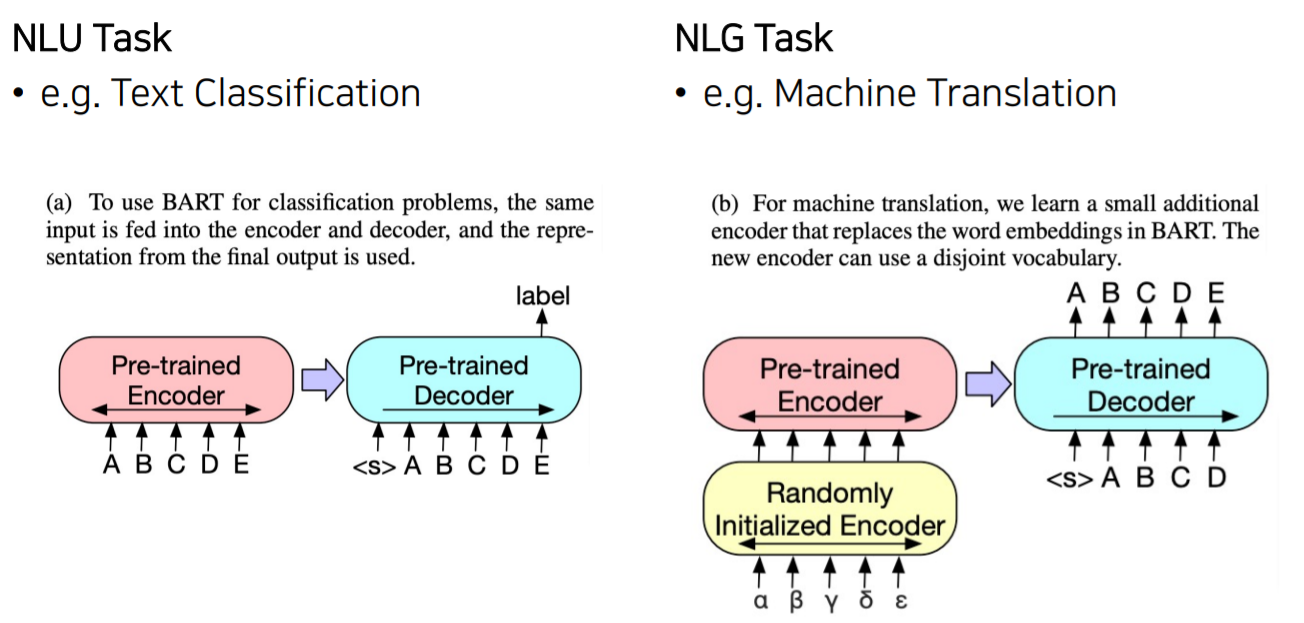 NLU Task
• e.g. Text Classification
(a) To use BART for classification problems, the same
input is fed into the encoder and decoder, and the repre-
sentation from the final output is used.
label
Pre-trained
Encoder
Pre-trained
Decoder
A B C D E
<s> A B C D E
NLG Task
• e.g. Machine Translation
(b) For machine translation, we learn a small additional
encoder that replaces the word embeddings in BART. The
new encoder can use a disjoint vocabulary.
A B C D E
Pre-trained
Encoder
Pre-trained
Decoder
<s> A B C D
Randomly
Initialized Encoder
α β γ δ ε